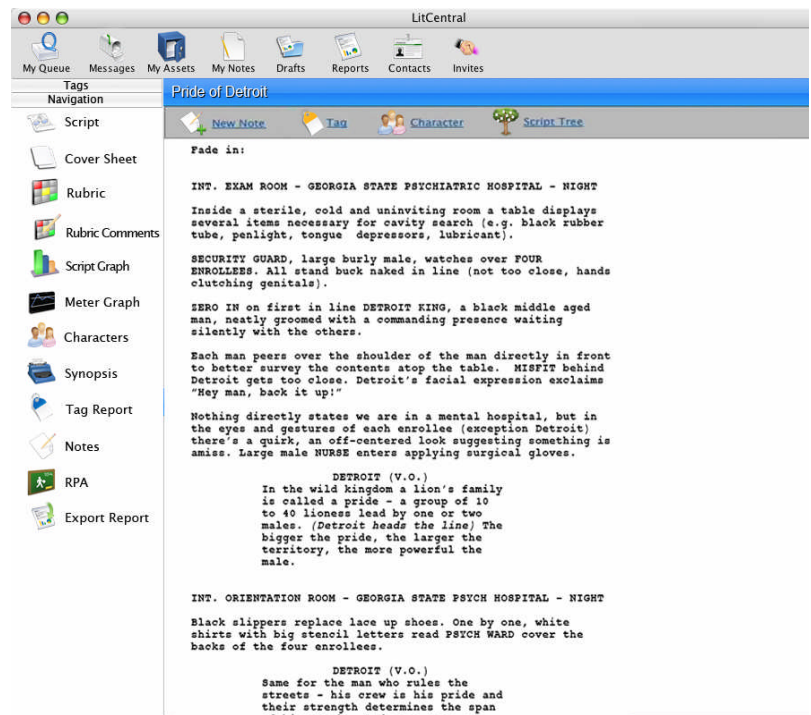 LitCentral
My Queue Messages My Assets My Notes Drafts Reports Contacts Invites
Tags
Navigation
Pride of Detroit
New Note Tag Character Script Tree
Script
Cover Sheet
Rubric
Rubric Comments
Script Graph
Meter Graph
Characters
Synopsis
Tag Report
Notes
RPA
Export Report
Fade in:
INT. EXAM ROOM - GEORGIA STATE PSYCHIATRIC HOSPITAL - NIGHT
Inside a sterile, cold and uninviting room a table displays
several items necessary for cavity search (e.g. black rubber
tube, penlight, tongue depressors, lubricant).
SECURITY GUARD, large burly male, watches over FOUR
ENROLLEES. All stand buck naked in line (not too close, hands
clutching genitals).
ZERO IN on first in line DETROIT KING, a black middle aged
man, neatly groomed with a commanding presence waiting
silently with the others.
Each man peers over the shoulder of the man directly in front
to better survey the contents atop the table. MISFIT behind
Detroit gets too close. Detroit's facial expression exclaims
"Hey man, back it up!"
Nothing directly states we are in a mental hospital, but in
the eyes and gestures of each enrollee (exception Detroit)
there's a quirk, an off-centered look suggesting something is
amiss. Large male NURSE enters applying surgical gloves.
DETROIT (V.O.)
In the wild kingdom a lion's family
is called a pride - a group of 10
to 40 lioness lead by one or two
males. (Detroit heads the line) The
bigger the pride, the larger the
territory, the more powerful the
male.
INT. ORIENTATION ROOM - GEORGIA STATE PSYCH HOSPITAL - NIGHT
Black slippers replace lace up shoes. One by one, white
shirts with big stencil letters read PSYCH WARD cover the
backs of the four enrollees.
DETROIT (V.O.)
Same for the man who rules the
streets - his crew is his pride and
their strength determines the span